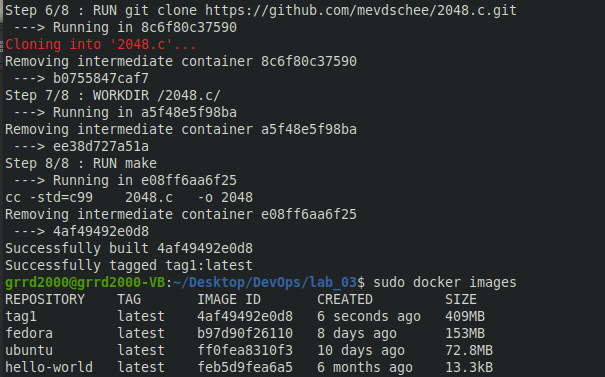 Step 6/8 : RUN git clone https://github.com/mevdschee/2048.c.git
 ---> Running in 8c6f80c37590
Cloning into '2048.c'...
Removing intermediate container 8c6f80c37590
 ---> b0755847caf7
Step 7/8 : WORKDIR /2048.c/
 ---> Running in a5f48e5f98ba
Removing intermediate container a5f48e5f98ba
 ---> ee38d727a51a
Step 8/8 : RUN make
 ---> Running in e08ff6aa6f25
cc -std=c99    2048.c   -o 2048
Removing intermediate container e08ff6aa6f25
 ---> 4af49492e0d8
Successfully built 4af49492e0d8
Successfully tagged tag1:latest
grrd2000@grrd2000-VB:~/Desktop/DevOps/lab_03$ sudo docker images
REPOSITORY    TAG       IMAGE ID       CREATED         SIZE
tag1          latest    4af49492e0d8   6 seconds ago   409MB
fedora        latest    b97d90f26110   8 days ago      153MB
ubuntu        latest    ff0fea8310f3   10 days ago     72.8MB
hello-world   latest    feb5d9fea6a5   6 months ago    13.3kB